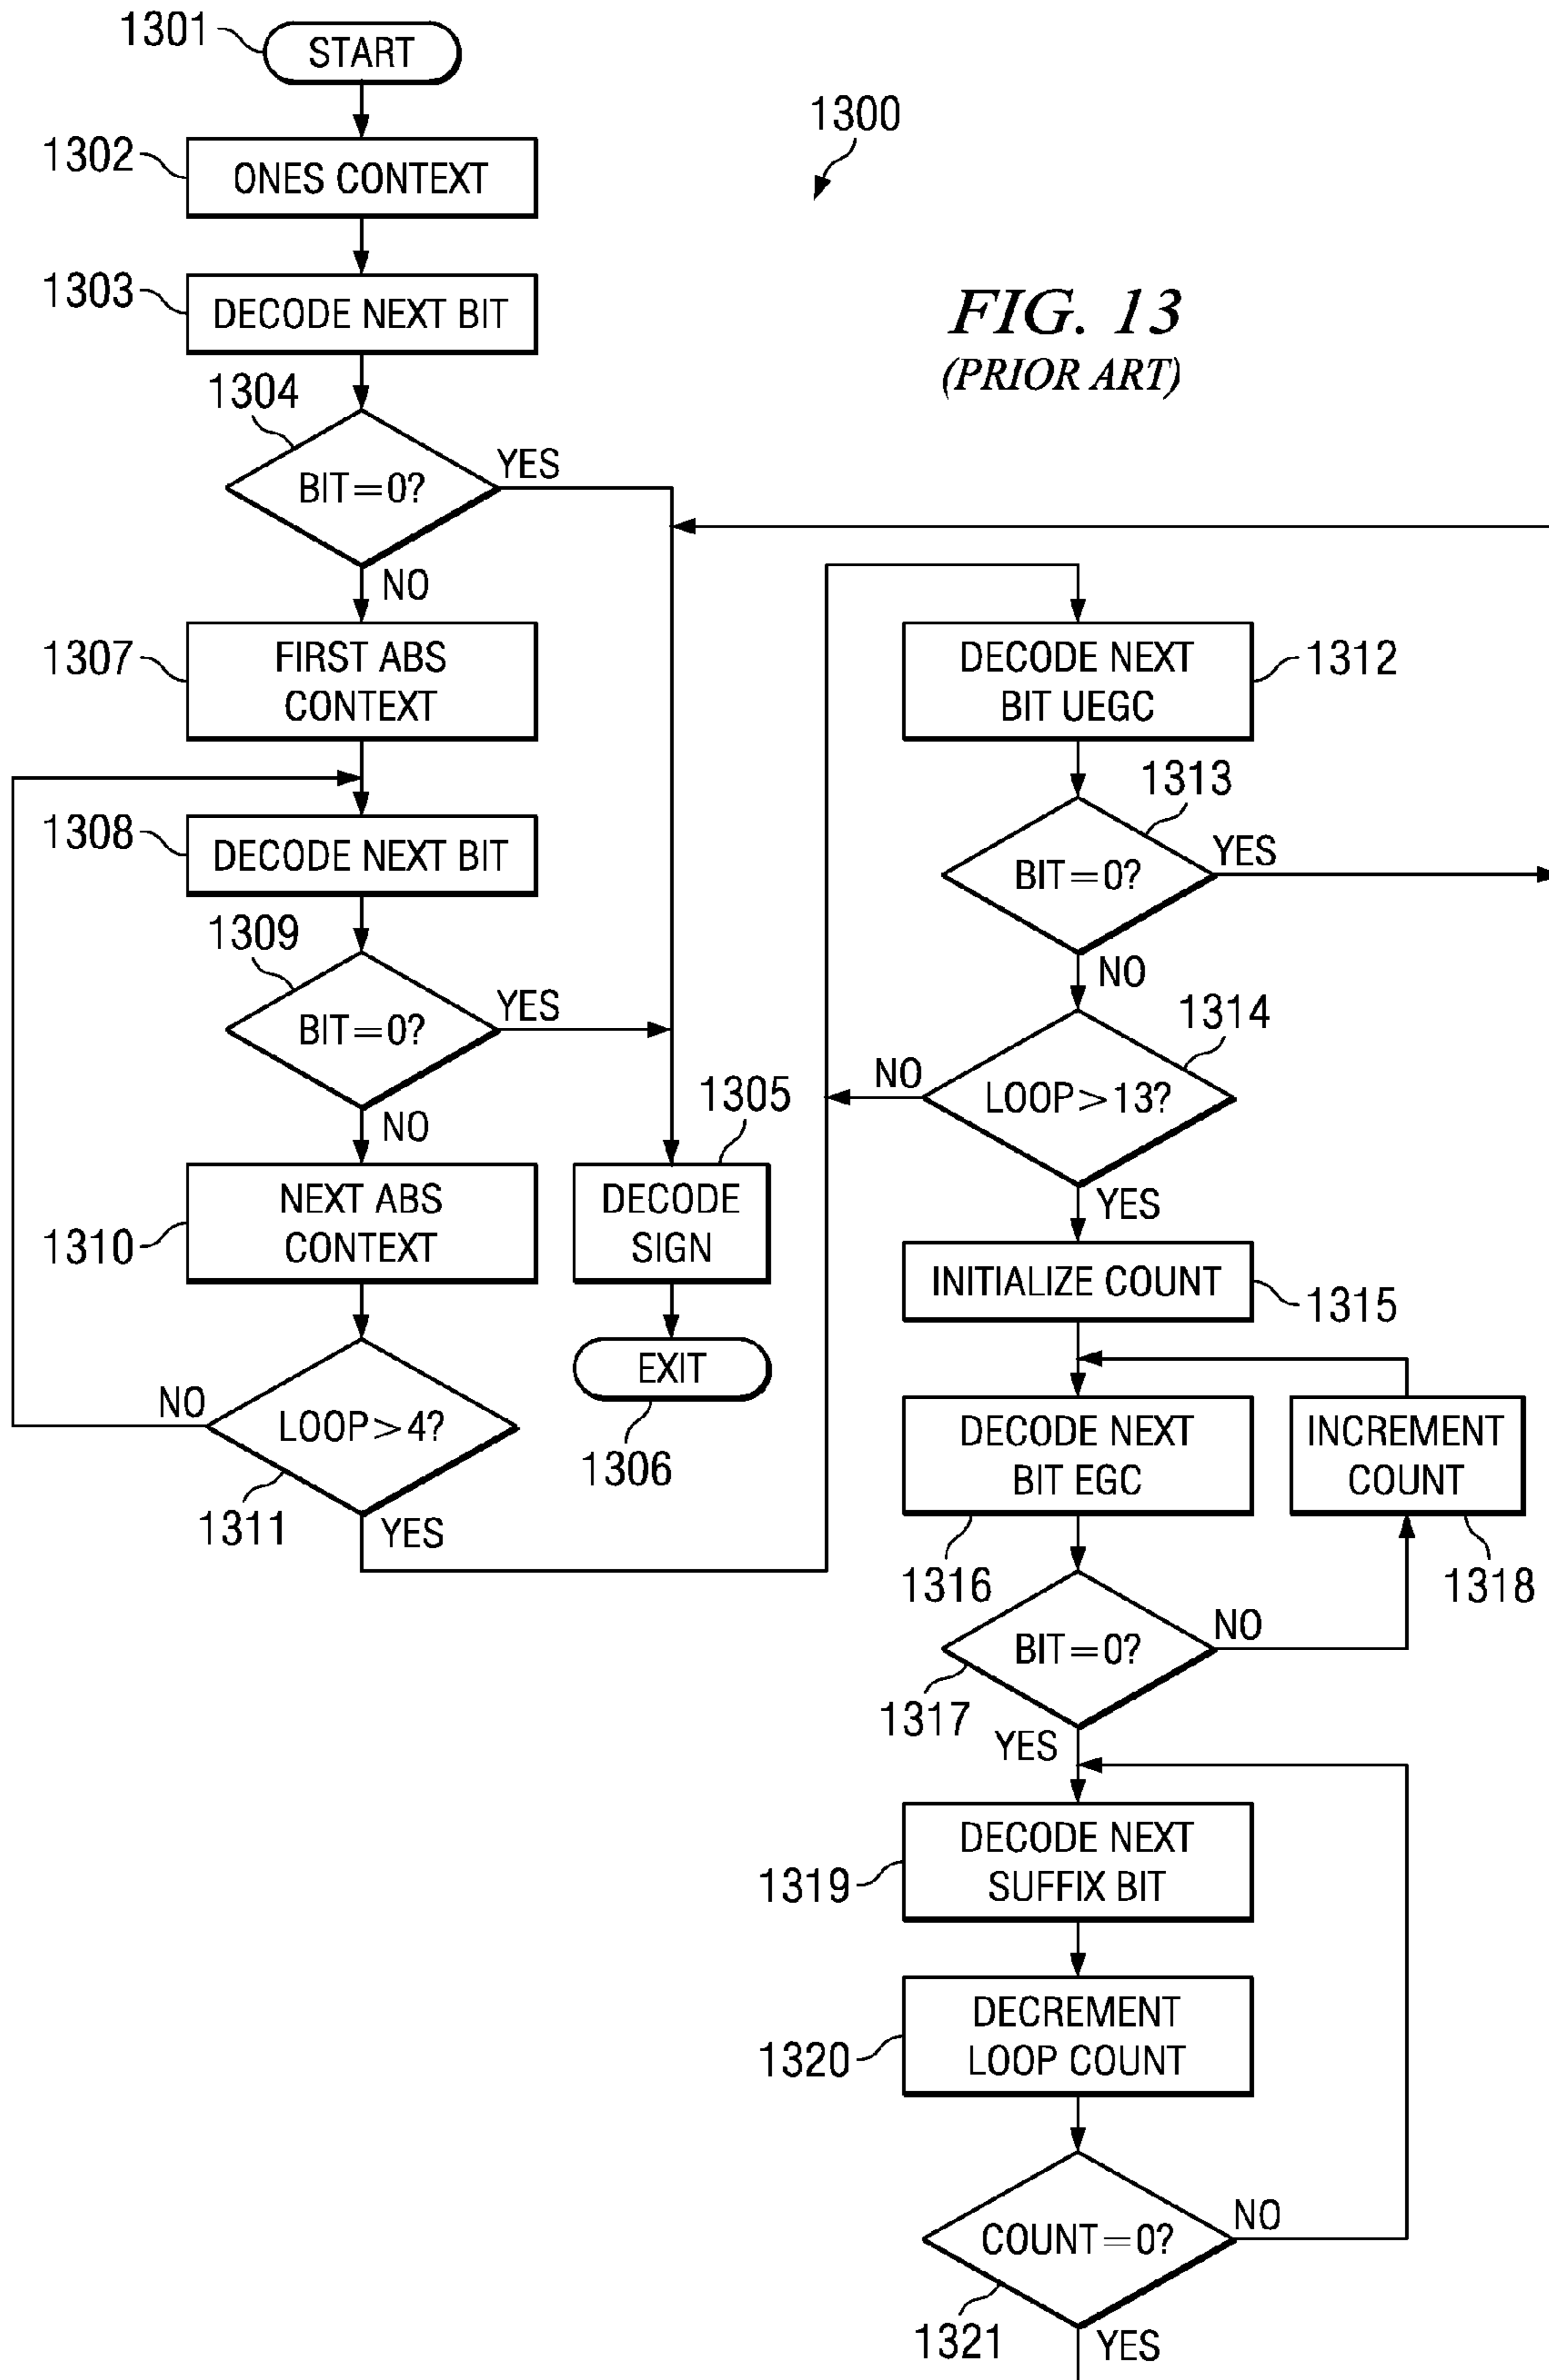 1301
START
1300
1302
ONES CONTEXT
1303
DECODE NEXT BIT
FIG. 13
(PRIOR ART)
1304
BIT=0?
YES
NO
1307
FIRST ABS
CONTEXT
1308
DECODE NEXT BIT
1309
BIT=0?
YES
NO
1310
NEXT ABS
CONTEXT
1305
DECODE
SIGN
EXIT
1306
NO
LOOP>4?
1311
YES
DECODE NEXT
BIT UEGC
1312
1313
BIT=0?
YES
NO
1314
NO
LOOP>13?
YES
INITIALIZE COUNT
1315
DECODE NEXT
BIT EGC
1316
INCREMENT
COUNT
1318
BIT=0?
NO
1317
YES
DECODE NEXT
SUFFIX BIT
1319
DECREMENT
LOOP COUNT
1320
COUNT=0?
NO
1321
YES